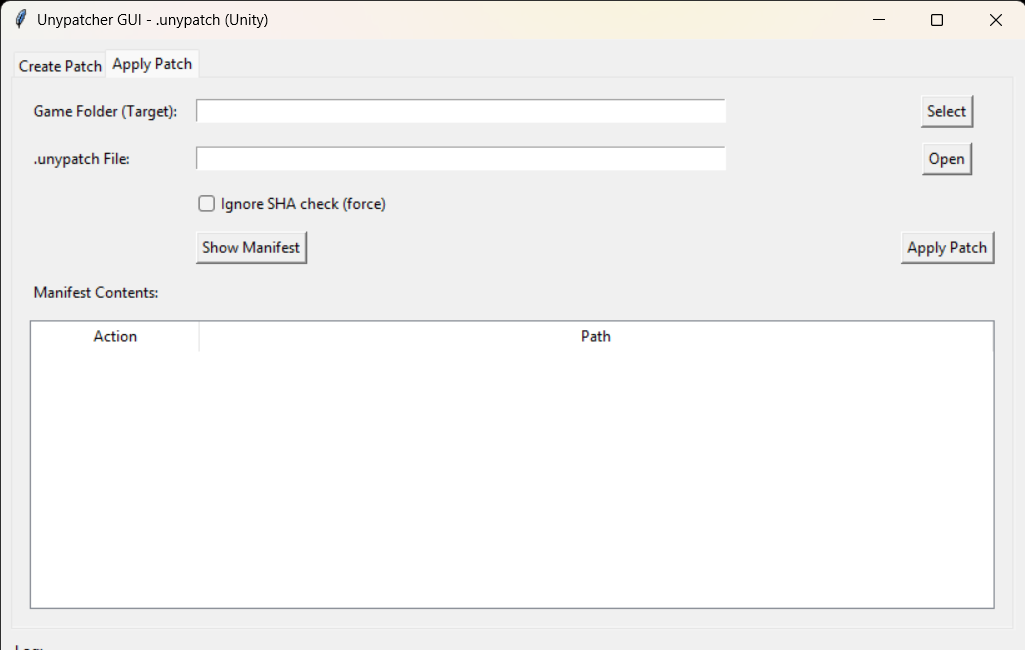 Unypatcher GUI - .unypatch (Unity)
Create Patch Apply Patch
Game Folder (Target): Select
.unypatch File: Open
Ignore SHA check (force)
Show Manifest Apply Patch
Manifest Contents:
Action Path